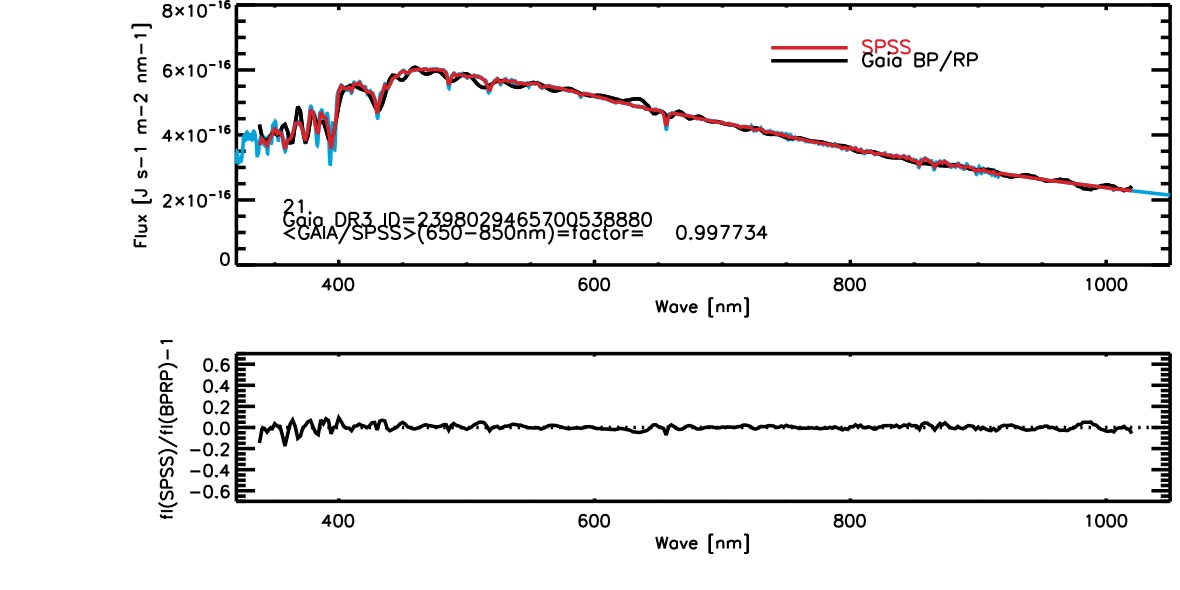 8×10⁻¹⁶
6×10⁻¹⁶
4×10⁻¹⁶
2×10⁻¹⁶
0
Flux [J s−1 m−2 nm−1]
SPSS
Gaia BP/RP
21
Gaia DR3 ID=2398029465700538880
<GAIA/SPSS>(650−850nm)=factor= 0.997734
400 600 800 1000
Wave [nm]
0.6
0.4
0.2
0.0
−0.2
−0.4
−0.6
fl(SPSS)/fl(BPRP)−1
400 600 800 1000
Wave [nm]